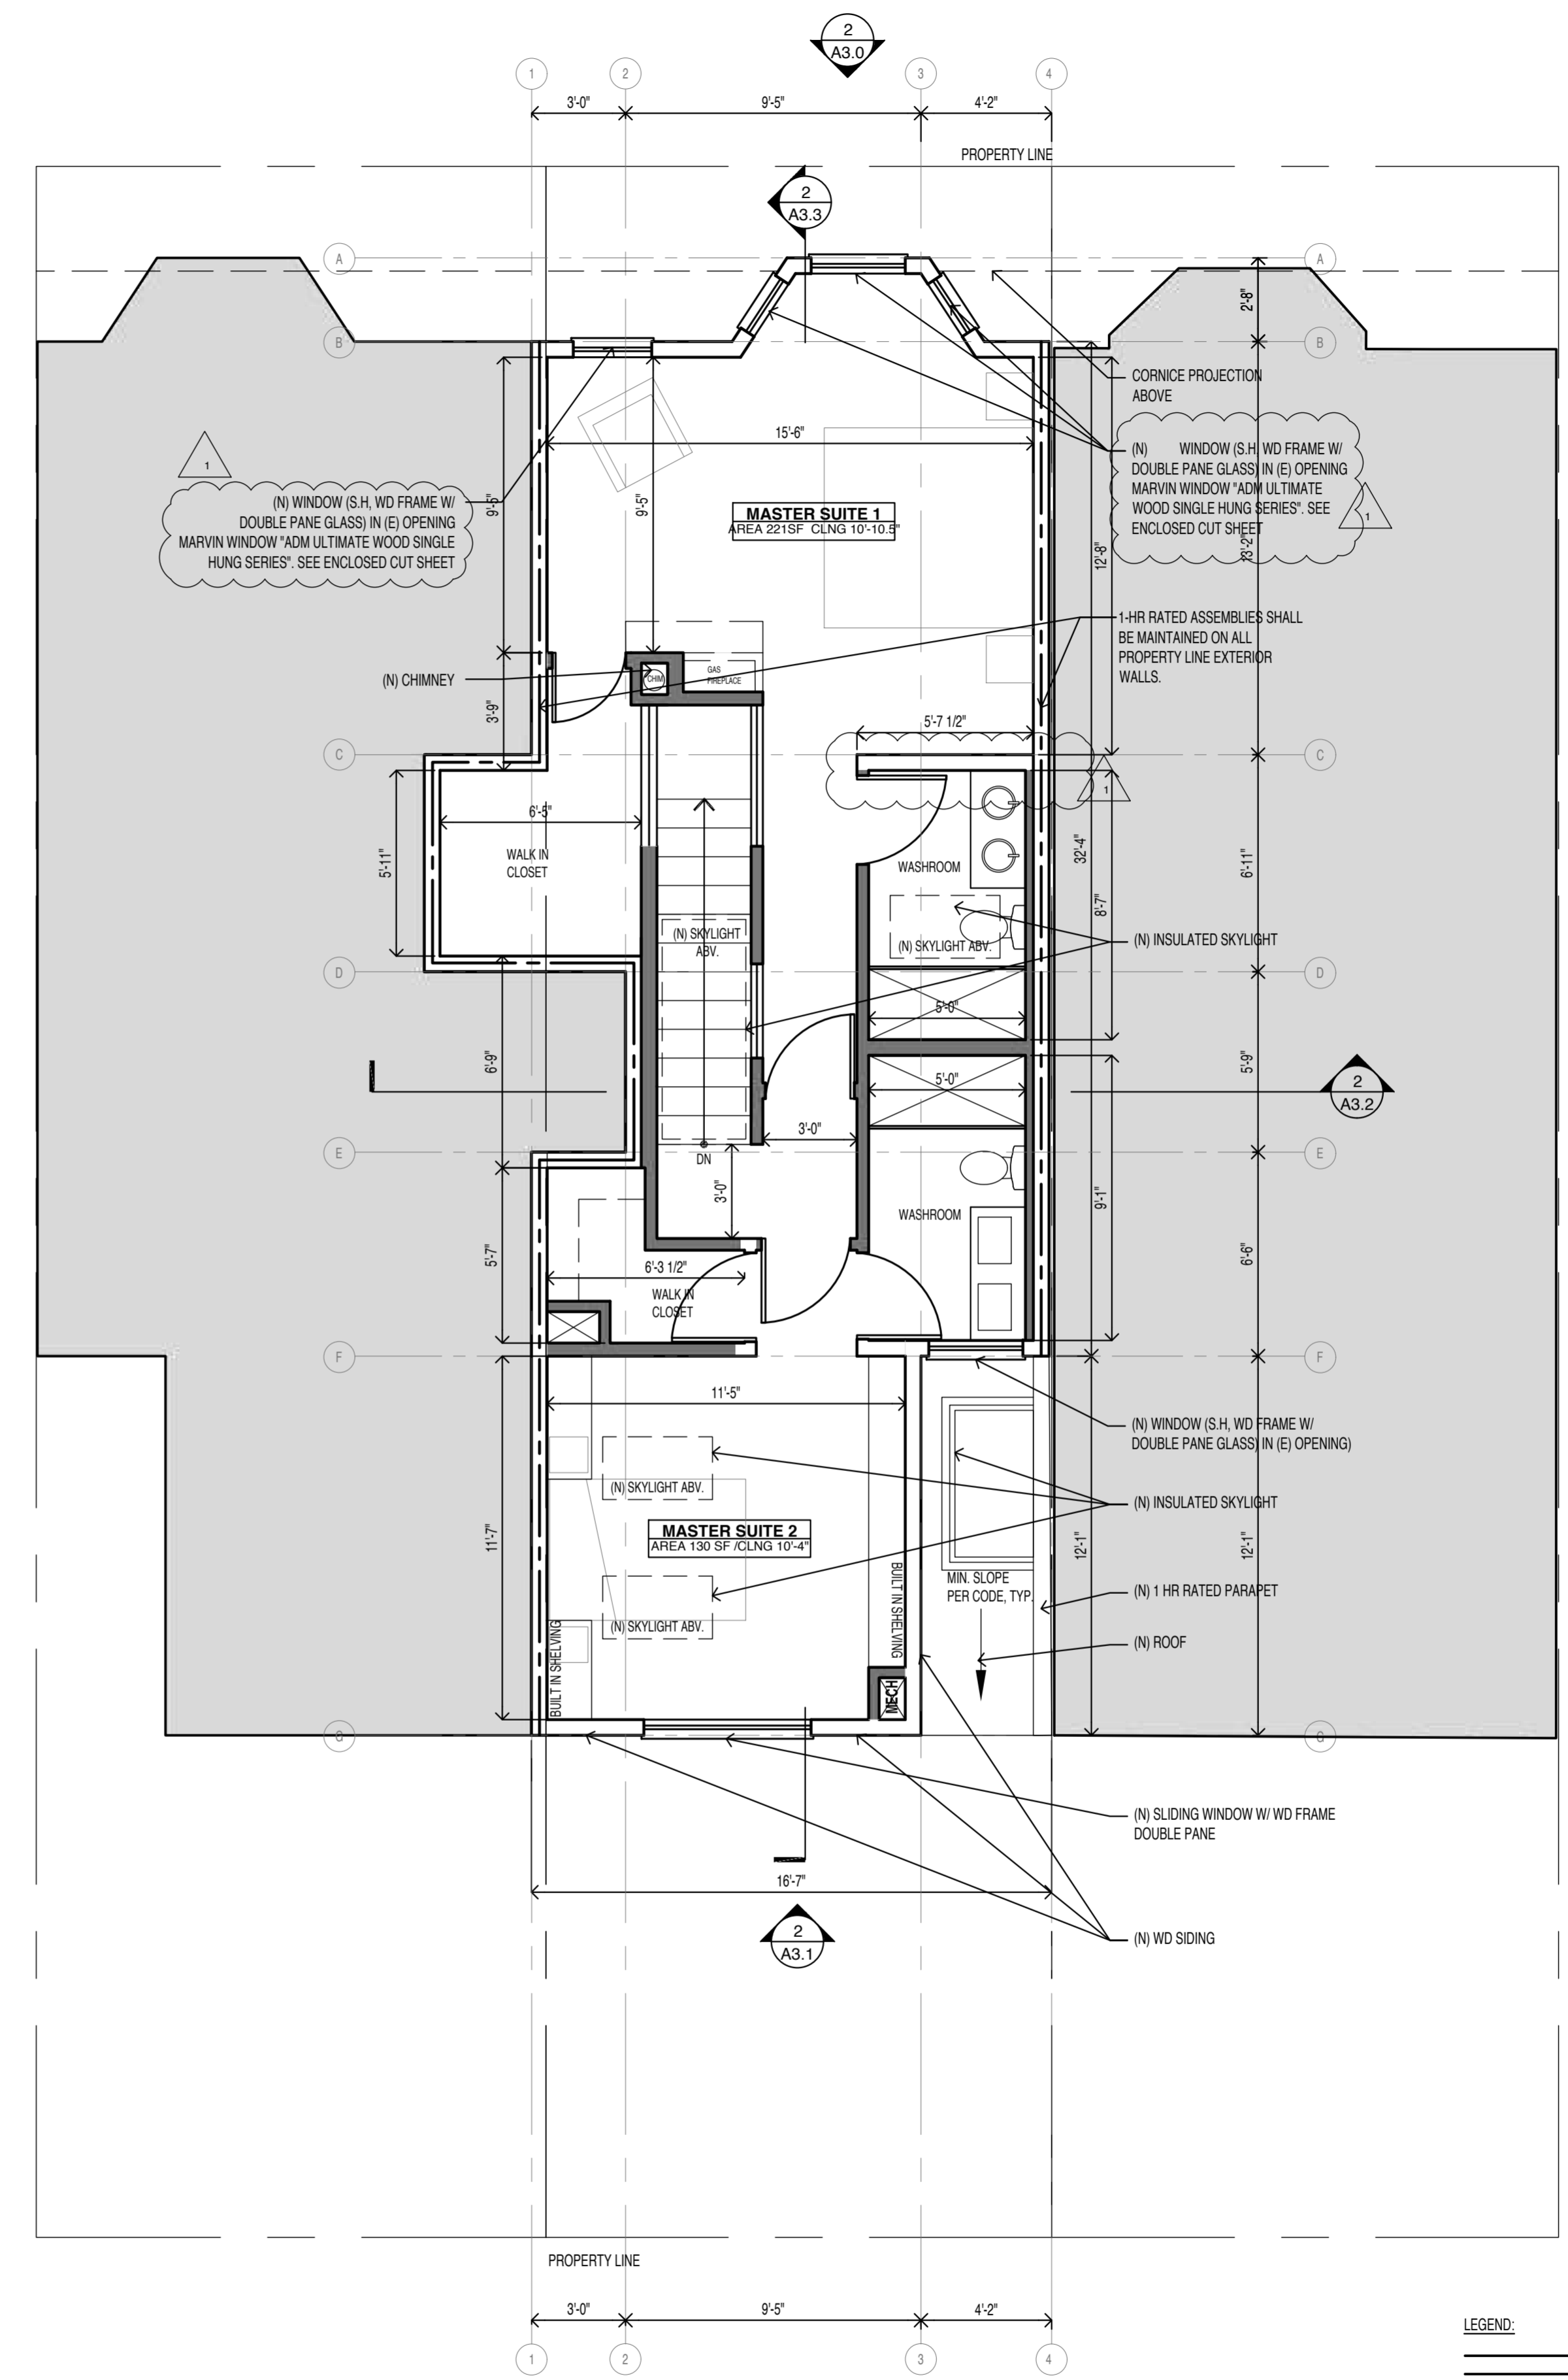 2
A3.0
1
2
3
4
3'-0"
9'-5"
4'-2"
PROPERTY LINE
2
A3.3
A
A
2'-8"
B
B
CORNICE PROJECTION
ABOVE
15'-6"
1
(N) WINDOW (S.H, WD FRAME W/
DOUBLE PANE GLASS) IN (E) OPENING
MARVIN WINDOW "ADM ULTIMATE WOOD SINGLE
HUNG SERIES". SEE ENCLOSED CUT SHEET
9'-5"
9'-5"
MASTER SUITE 1
AREA 221SF CLNG 10'-10.5"
(N) WINDOW (S.H, WD FRAME W/
DOUBLE PANE GLASS) IN (E) OPENING
MARVIN WINDOW "ADM ULTIMATE
WOOD SINGLE HUNG SERIES". SEE
ENCLOSED CUT SHEET
1
12'-8"
13'-2"
1-HR RATED ASSEMBLIES SHALL
BE MAINTAINED ON ALL
PROPERTY LINE EXTERIOR
WALLS.
(N) CHIMNEY
CHIM
GAS
FIREPLACE
3'-9"
5'-7 1/2"
C
C
1
6'-5"
WALK IN
CLOSET
5'-11"
WASHROOM
32'-4"
6'-11"
8'-7"
(N) SKYLIGHT
ABV.
(N) SKYLIGHT ABV.
(N) INSULATED SKYLIGHT
D
D
5'-0"
6'-9"
5'-0"
5'-9"
2
A3.2
3'-0"
E
E
DN
3'-0"
9'-1"
WASHROOM
5'-7"
6'-6"
6'-3 1/2"
WALK IN
CLOSET
F
F
11'-5"
(N) WINDOW (S.H, WD FRAME W/
DOUBLE PANE GLASS) IN (E) OPENING)
(N) SKYLIGHT ABV.
(N) INSULATED SKYLIGHT
MASTER SUITE 2
AREA 130 SF /CLNG 10'-4"
11'-7"
12'-1"
12'-1"
MIN. SLOPE
PER CODE, TYP.
(N) 1 HR RATED PARAPET
BUILT IN SHELVING
(N) SKYLIGHT ABV.
BUILT IN SHELVING
(N) ROOF
MECH
G
G
(N) SLIDING WINDOW W/ WD FRAME
DOUBLE PANE
16'-7"
2
A3.1
(N) WD SIDING
PROPERTY LINE
3'-0"
9'-5"
4'-2"
LEGEND:
1
2
3
4